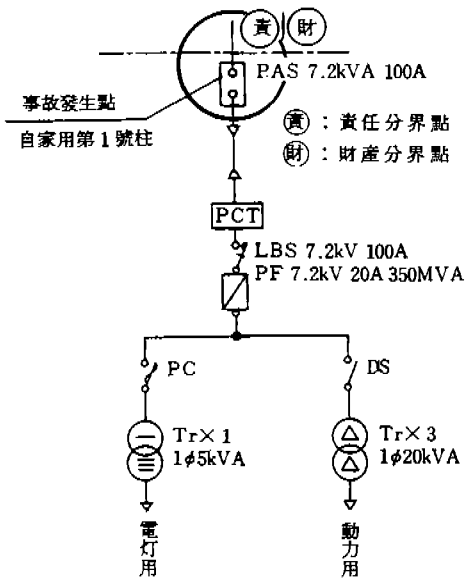 責 財
PAS 7.2kVA 100A
事故發生點
自家用第1號柱
責：責任分界點
財：財產分界點
PCT
LBS 7.2kV 100A
PF 7.2kV 20A 350MVA
PC
DS
Tr×1
1φ5kVA
Tr×3
1φ20kVA
電灯用
動力用